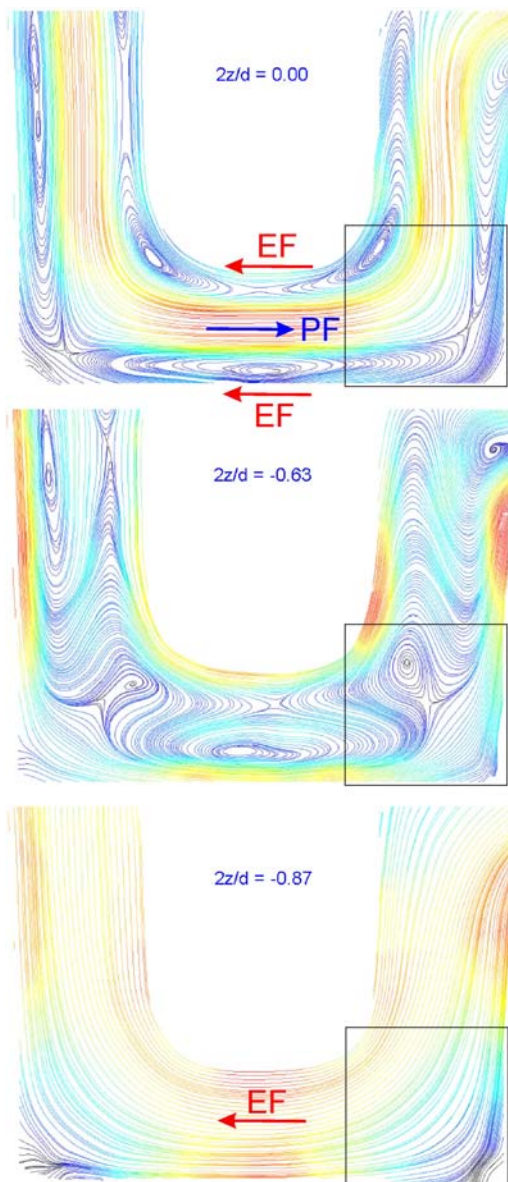 2z/d = 0.00
EF
PF
EF
2z/d = -0.63
2z/d = -0.87
EF